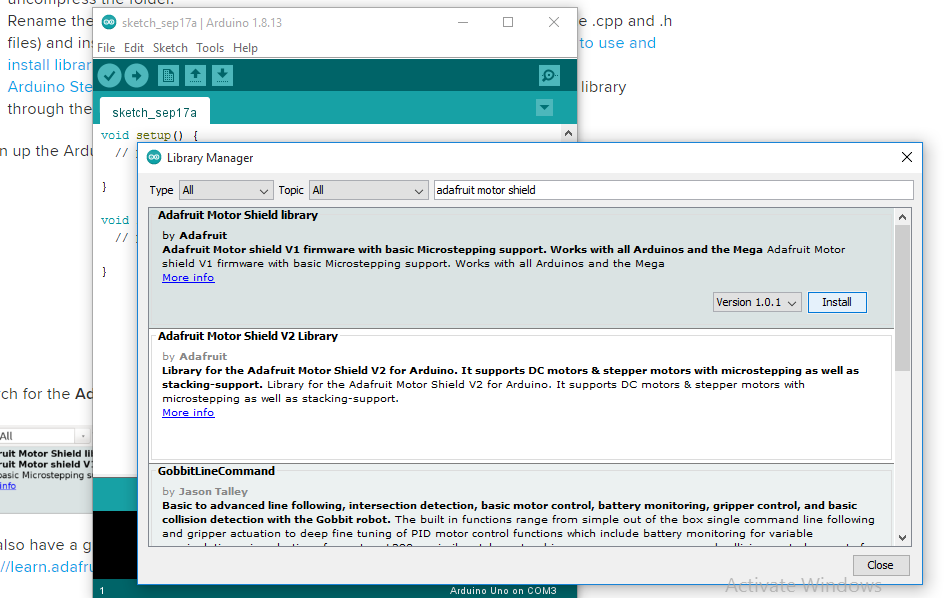 uncompress the folder.
Rename the
e .cpp and .h
files) and ins
to use and
install librar
Arduino Ste
library
through the
n up the Ardu
rch for the Ad
All
ruit Motor Shield lib
ruit Motor shield V1
basic Microstepping su
info
also have a g
//learn.adafru
sketch_sep17a | Arduino 1.8.13
File Edit Sketch Tools Help
sketch_sep17a
void setup() {
//
}
void
//
}
1
Arduino Uno on COM3
Library Manager
Type All Topic All adafruit motor shield
Adafruit Motor Shield library
by Adafruit
Adafruit Motor shield V1 firmware with basic Microstepping support. Works with all Arduinos and the Mega Adafruit Motor
shield V1 firmware with basic Microstepping support. Works with all Arduinos and the Mega
More info
Version 1.0.1 Install
Adafruit Motor Shield V2 Library
by Adafruit
Library for the Adafruit Motor Shield V2 for Arduino. It supports DC motors & stepper motors with microstepping as well as
stacking-support. Library for the Adafruit Motor Shield V2 for Arduino. It supports DC motors & stepper motors with
microstepping as well as stacking-support.
More info
GobbitLineCommand
by Jason Talley
Basic to advanced line following, intersection detection, basic motor control, battery monitoring, gripper control, and basic
collision detection with the Gobbit robot. The built in functions range from simple out of the box single command line following
and gripper actuation to deep fine tuning of PID motor control functions which include battery monitoring for variable
Close
Activate Windows